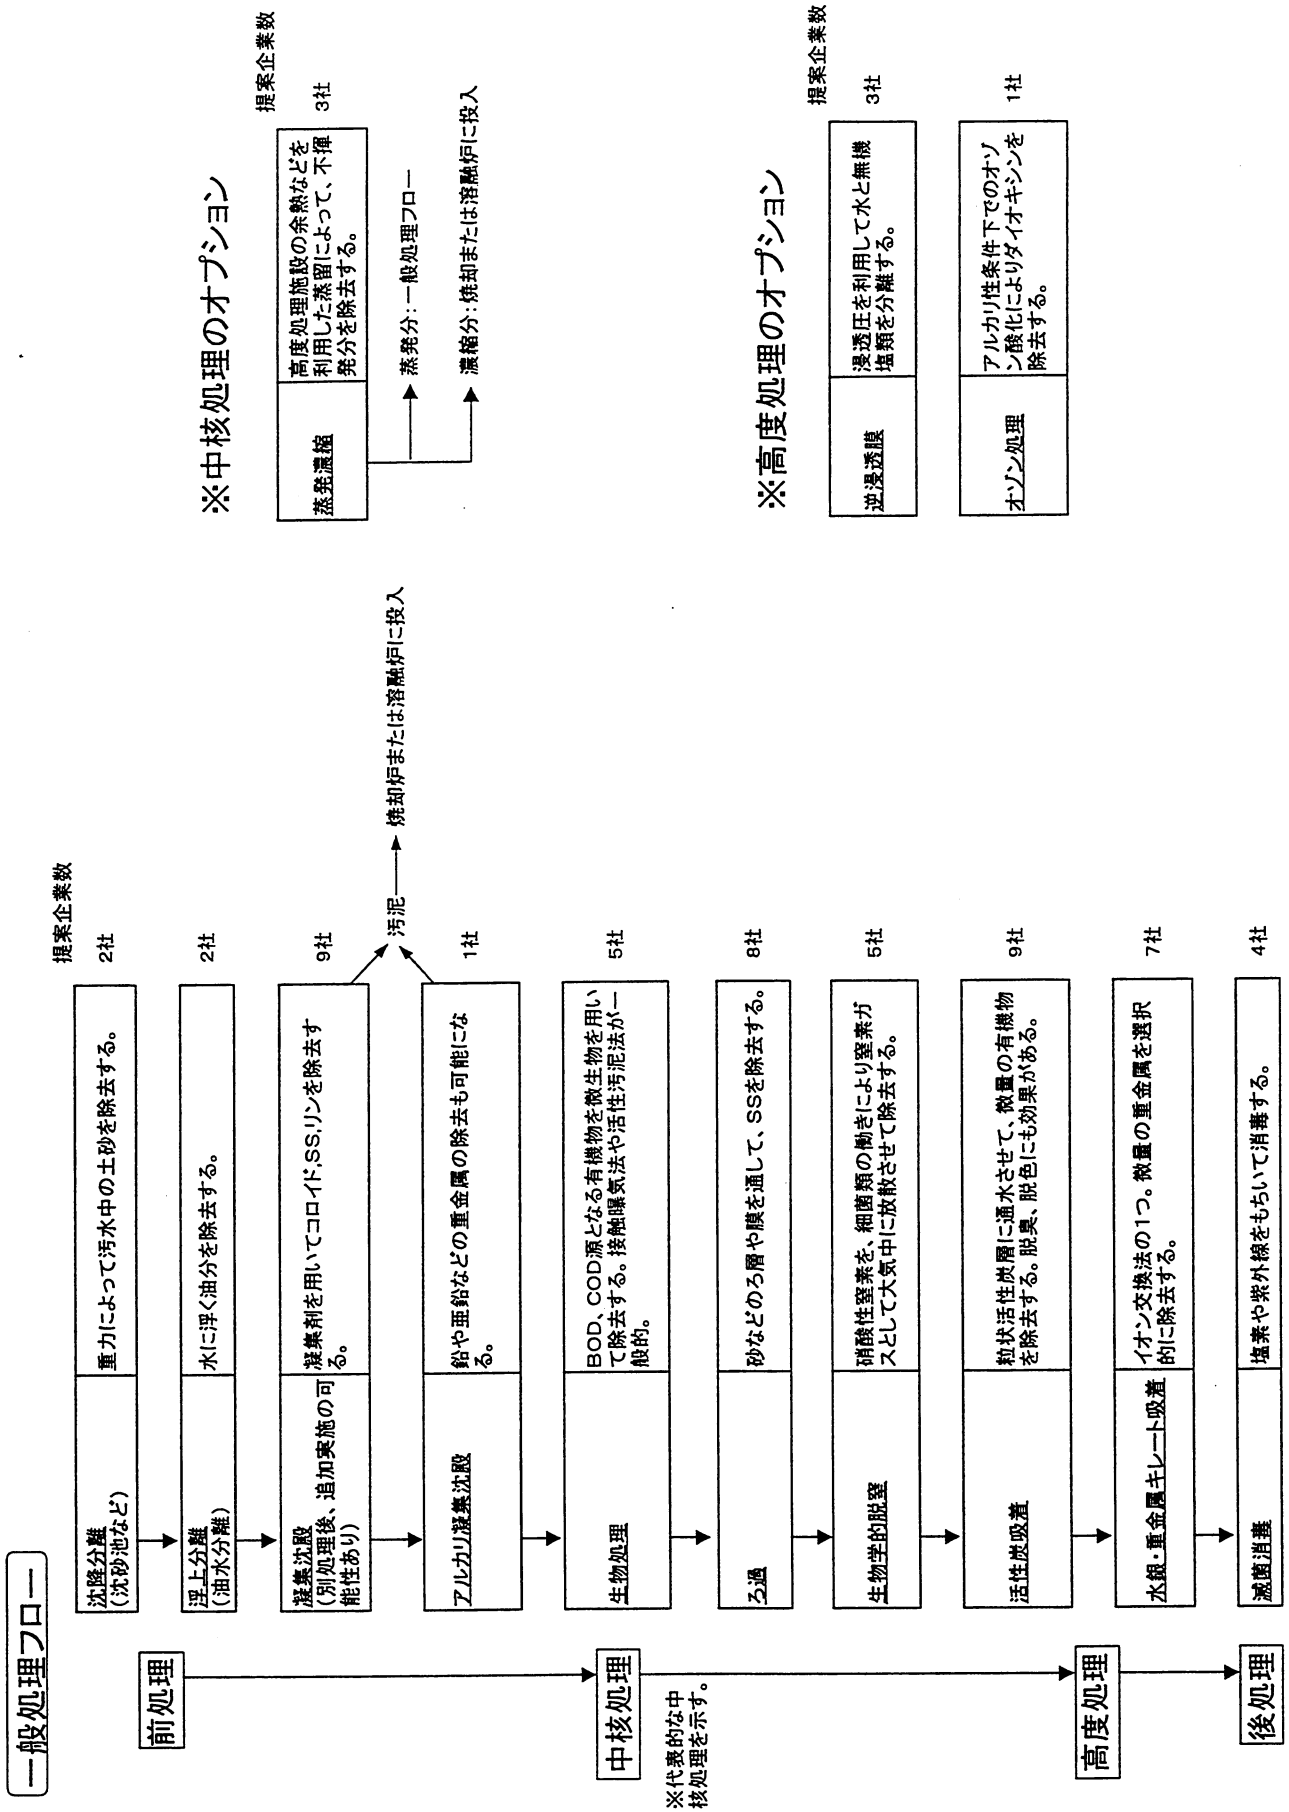 一般処理フロー
提案企業数
前処理
沈降分離
(沈砂池など)
重力によって汚水中の土砂を除去する。
2社
浮上分離
(油水分離)
水に浮く油分を除去する。
2社
凝集沈殿
(別処理後、追加実施の可
能性あり)
凝集剤を用いてコロイド,SS,リンを除去す
る。
9社
汚泥
焼却炉または溶融炉に投入
アルカリ凝集沈殿
鉛や亜鉛などの重金属の除去も可能にな
る。
1社
中核処理
※代表的な中
核処理を示す。
生物処理
BOD、COD源となる有機物を微生物を用い
て除去する。接触曝気法や活性汚泥法が一
般的。
5社
ろ過
砂などのろ層や膜を通して、SSを除去する。
8社
生物学的脱窒
硝酸性窒素を、細菌類の働きにより窒素ガ
スとして大気中に放散させて除去する。
5社
高度処理
活性炭吸着
粒状活性炭層に通水させて、微量の有機物
を除去する。脱臭、脱色にも効果がある。
9社
水銀・重金属キレート吸着
イオン交換法の1つ。微量の重金属を選択
的に除去する。
7社
後処理
滅菌消毒
塩素や紫外線をもちいて消毒する。
4社
※中核処理のオプション
提案企業数
蒸発濃縮
高度処理施設の余熱などを
利用した蒸留によって、不揮
発分を除去する。
3社
蒸発分:一般処理フロー
濃縮分:焼却または溶融炉に投入
※高度処理のオプション
提案企業数
逆浸透膜
浸透圧を利用して水と無機
塩類を分離する。
3社
オゾン処理
アルカリ性条件下でのオゾ
ン酸化によりダイオキシンを
除去する。
1社